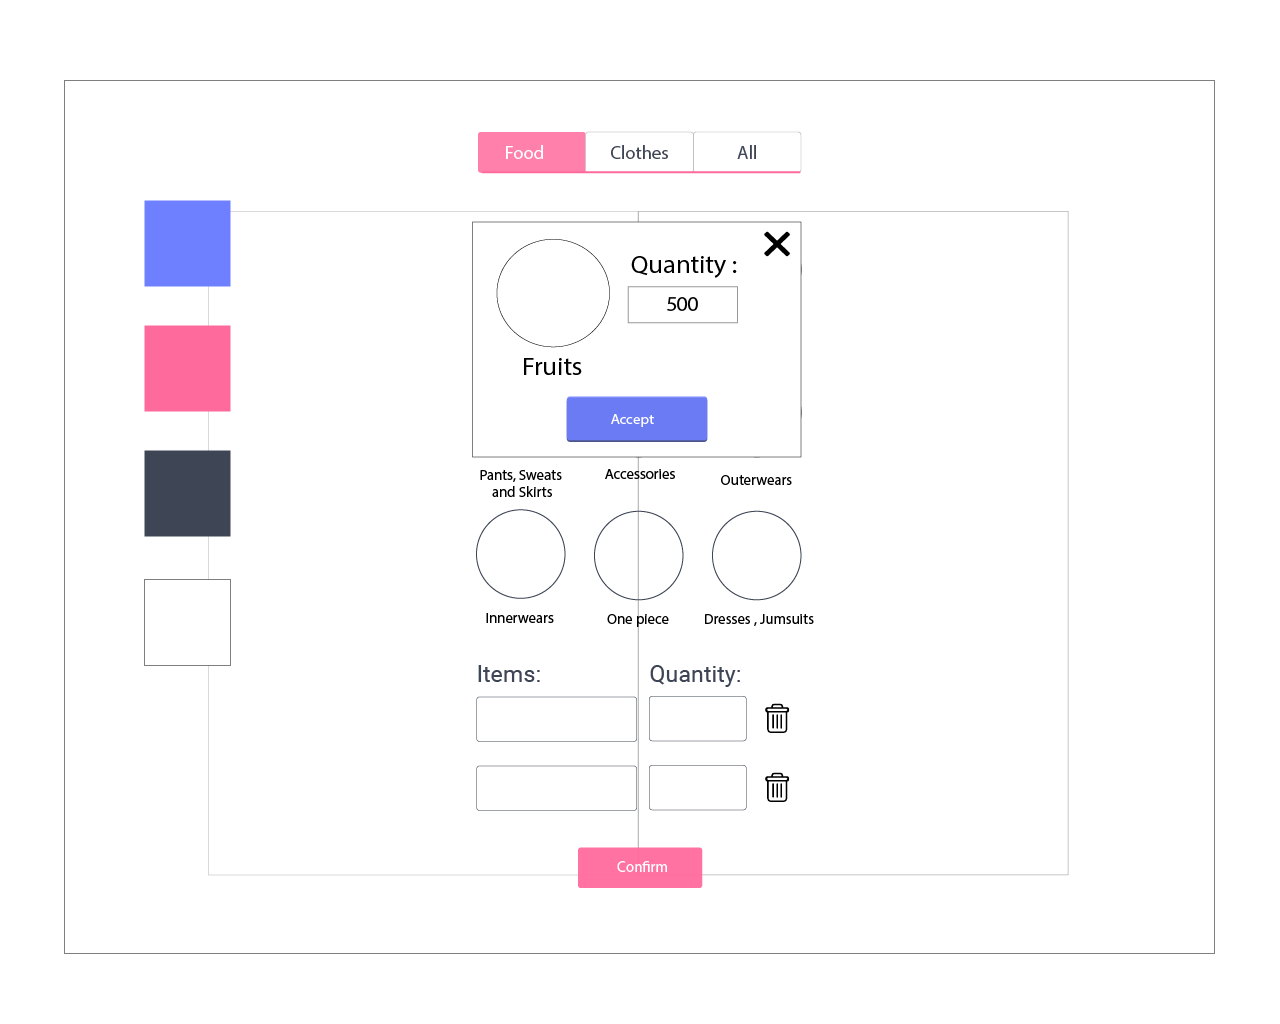 Food
Clothes
All
Quantity :
500
Fruits
Accept
Pants, Sweats
and Skirts
Accessories
Outerwears
Innerwears
One piece
Dresses , Jumsuits
Items:
Quantity:
Confirm